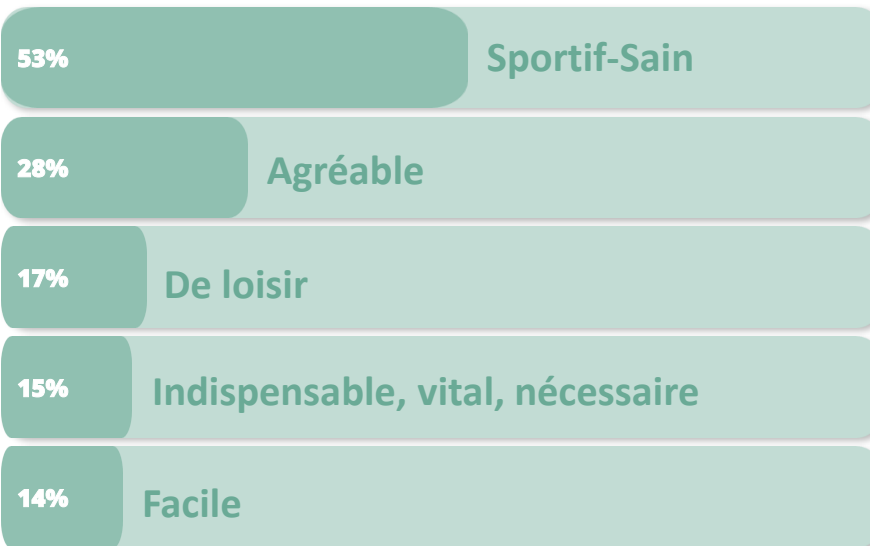 53% Sportif-Sain
28% Agréable
17% De loisir
15% Indispensable, vital, nécessaire
14% Facile